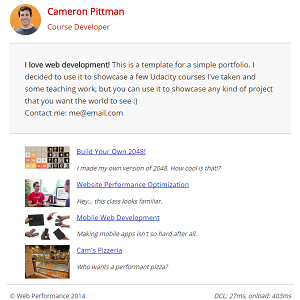 Cameron Pittman
Course Developer
I love web development! This is a template for a simple portfolio. I
decided to use it to showcase a few Udacity courses I've taken and
some teaching work, but you can use it to showcase any kind of project
that you want the world to see :)
Contact me: me@email.com
Build Your Own 2048!
I made my own version of 2048. How cool is that!?
Website Performance Optimization
Hey... this class looks familiar.
Mobile Web Development
Making mobile apps isn't so hard after all.
Cam's Pizzeria
Who wants a performant pizza?
© Web Performance 2014
DCL: 27ms, onload: 403ms